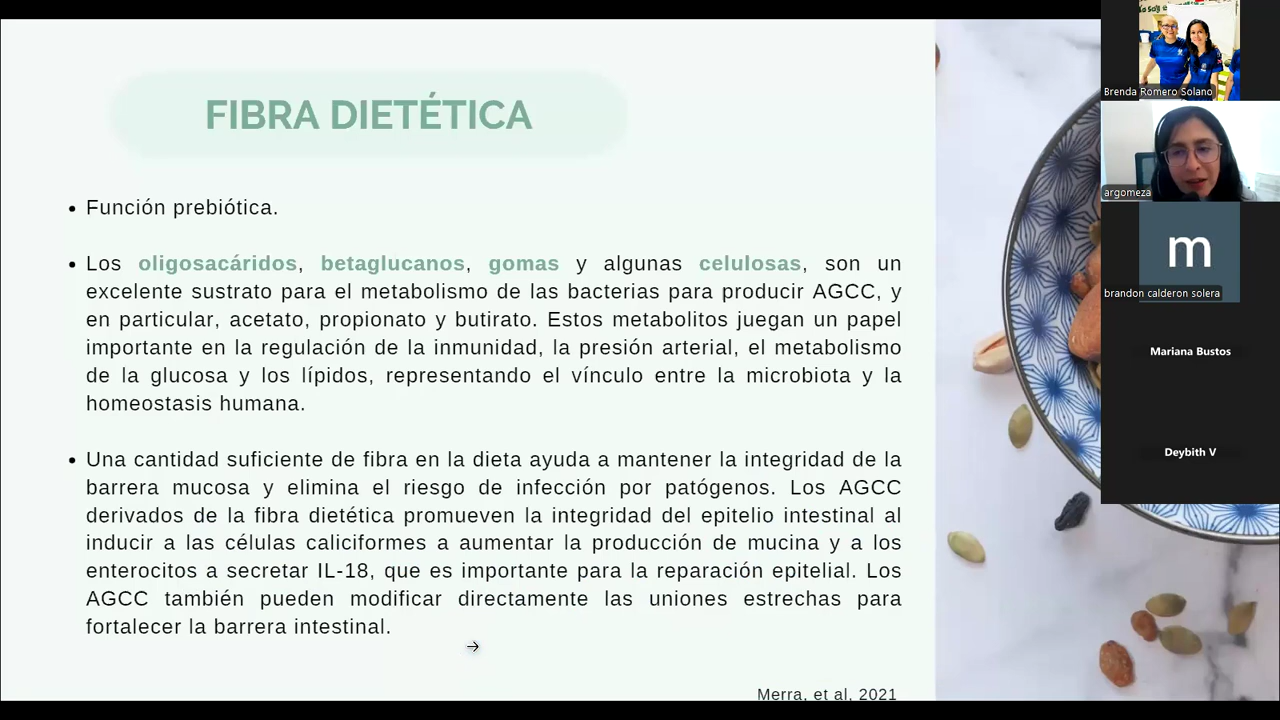 FIBRA DIETÉTICA
Función prebiótica.
Los oligosacáridos, betaglucanos, gomas y algunas celulosas, son un
excelente sustrato para el metabolismo de las bacterias para producir AGCC, y
en particular, acetato, propionato y butirato. Estos metabolitos juegan un papel
importante en la regulación de la inmunidad, la presión arterial, el metabolismo
de la glucosa y los lípidos, representando el vínculo entre la microbiota y la
homeostasis humana.
Una cantidad suficiente de fibra en la dieta ayuda a mantener la integridad de la
barrera mucosa y elimina el riesgo de infección por patógenos. Los AGCC
derivados de la fibra dietética promueven la integridad del epitelio intestinal al
inducir a las células caliciformes a aumentar la producción de mucina y a los
enterocitos a secretar IL-18, que es importante para la reparación epitelial. Los
AGCC también pueden modificar directamente las uniones estrechas para
fortalecer la barrera intestinal.
Merra, et al, 2021
Brenda Romero Solano
argomeza
m
brandon calderon solera
Mariana Bustos
Deybith V